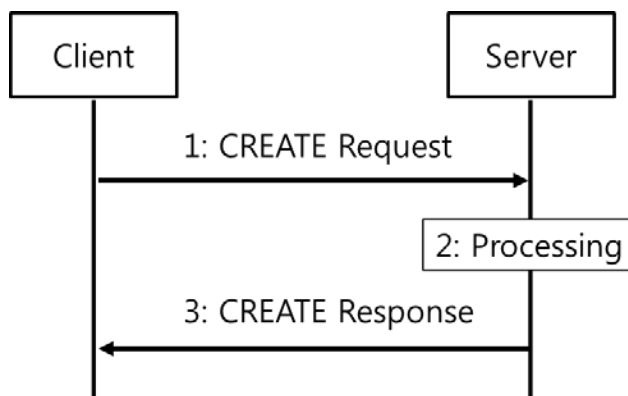 Client
Server
1: CREATE Request
2: Processing
3: CREATE Response